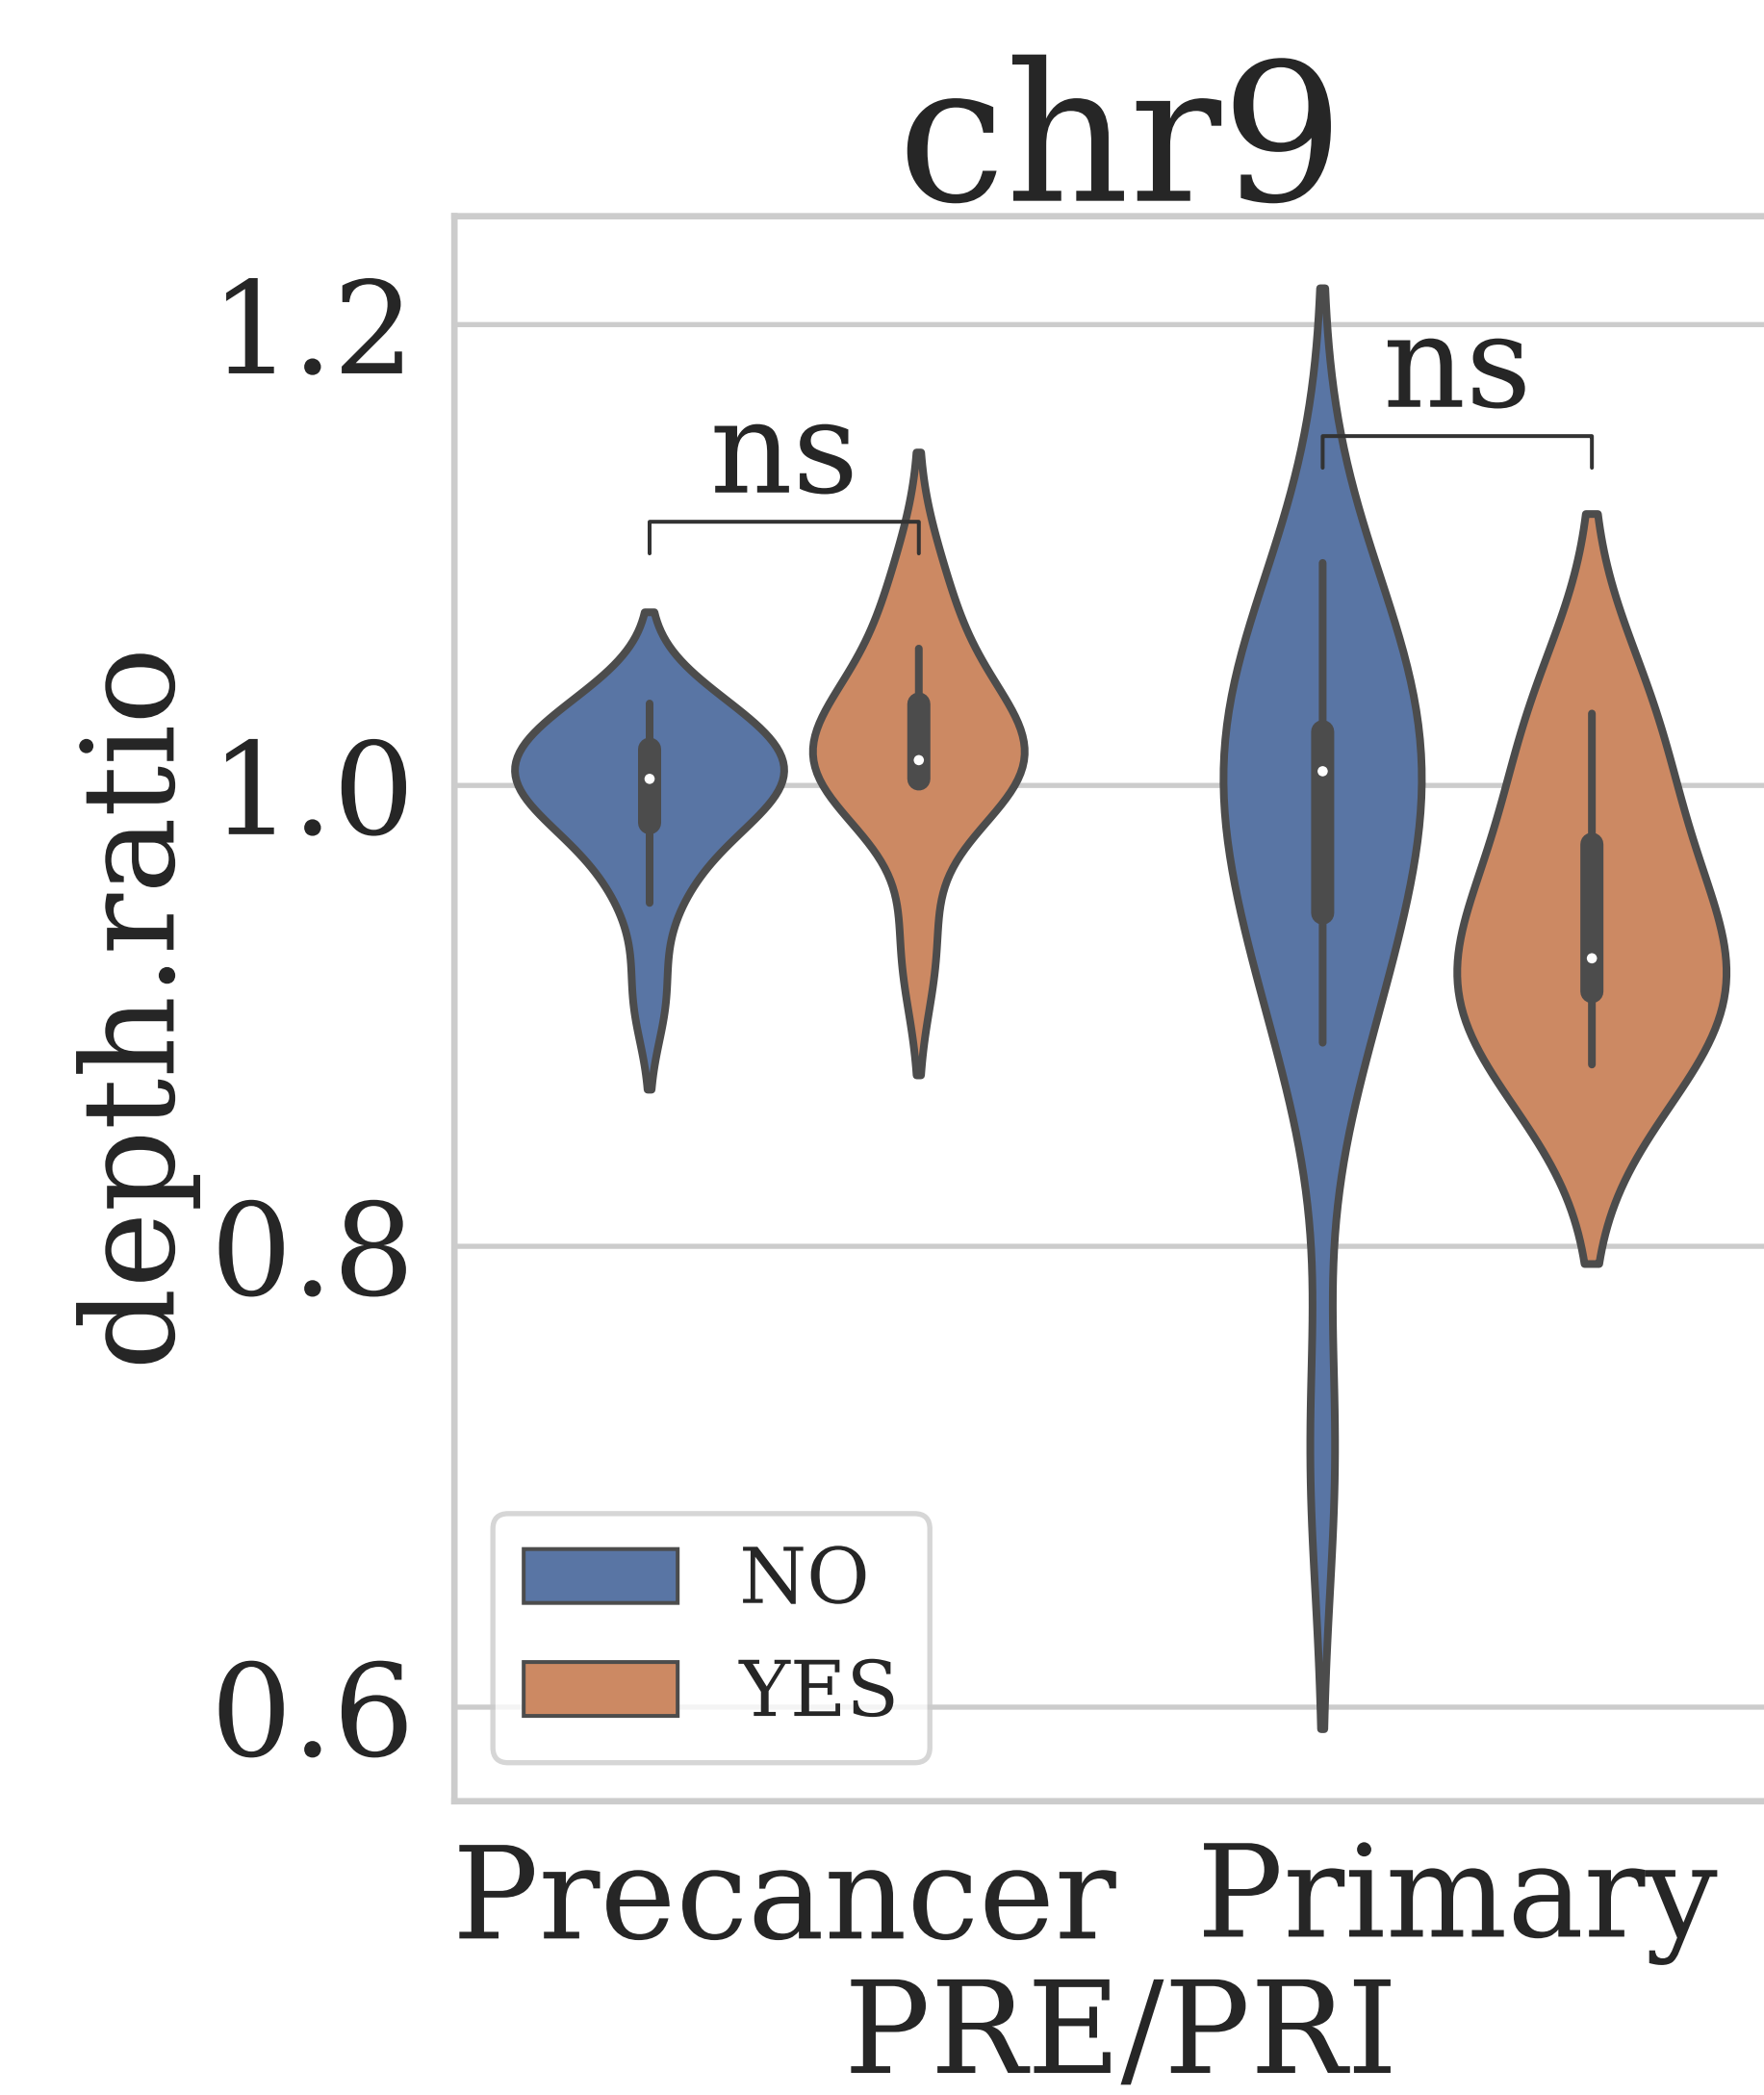 chr9
1.2
1.0
0.8
0.6
depth.ratio
ns
ns
NO
YES
Precancer
Primary
PRE/PRI